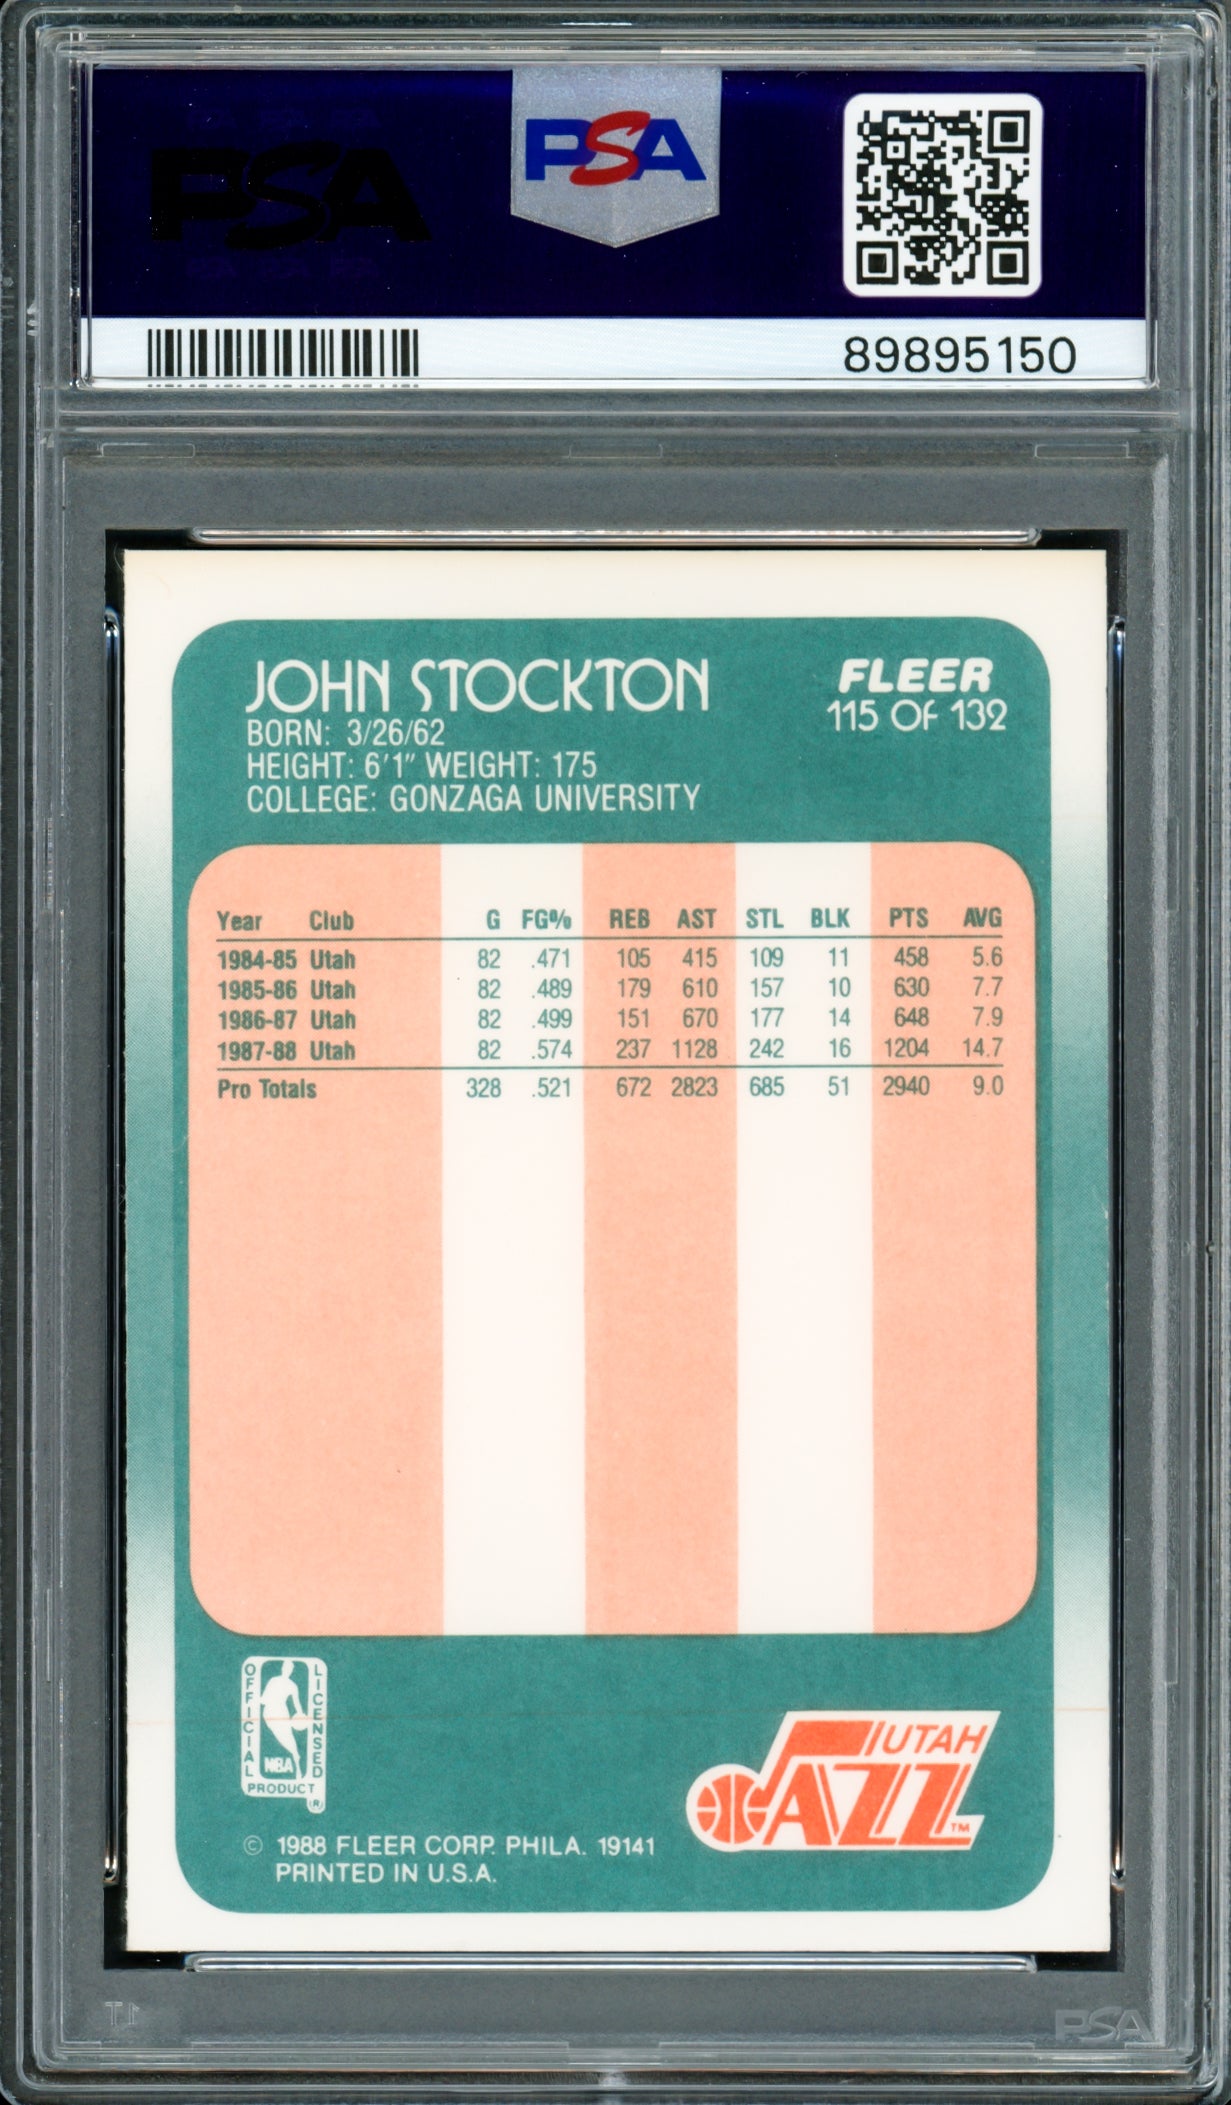 PSA
PSA
89895150
JOHN STOCKTON
BORN: 3/26/62
HEIGHT: 6'1" WEIGHT: 175
COLLEGE: GONZAGA UNIVERSITY
FLEER
115 OF 132
Year Club G FG% REB AST STL BLK PTS AVG
1984-85 Utah 82 .471 105 415 109 11 458 5.6
1985-86 Utah 82 .489 179 610 157 10 630 7.7
1986-87 Utah 82 .499 151 670 177 14 648 7.9
1987-88 Utah 82 .574 237 1128 242 16 1204 14.7
Pro Totals 328 .521 672 2823 685 51 2940 9.0
OFFICIAL LICENSED
NBA
PRODUCT
®
UTAH
JAZZ
TM
© 1988 FLEER CORP. PHILA. 19141
PRINTED IN U.S.A.
PSA